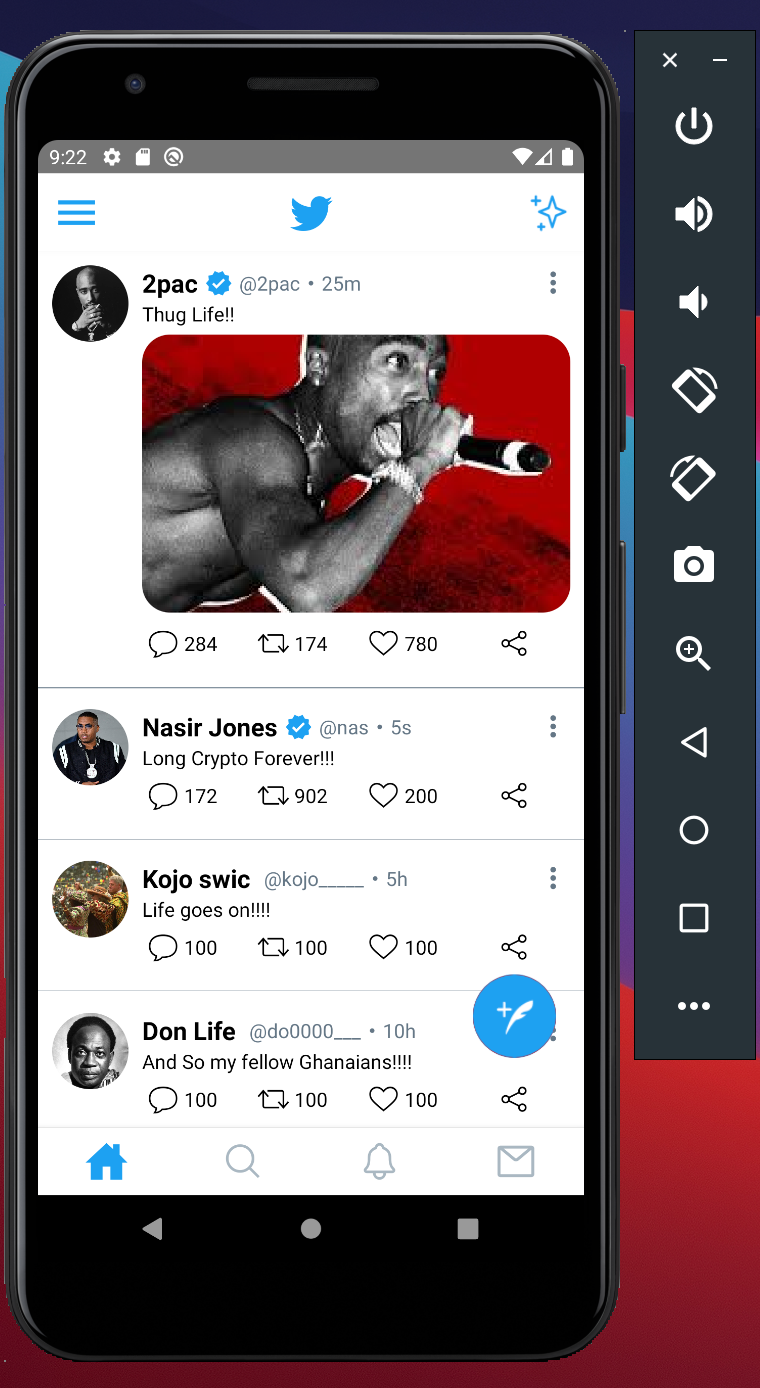 9:22
2pac @2pac • 25m
Thug Life!!
284 174 780
Nasir Jones @nas • 5s
Long Crypto Forever!!!
172 902 200
Kojo swic @kojo_____ • 5h
Life goes on!!!!
100 100 100
Don Life @do0000___ • 10h
And So my fellow Ghanaians!!!!
100 100 100